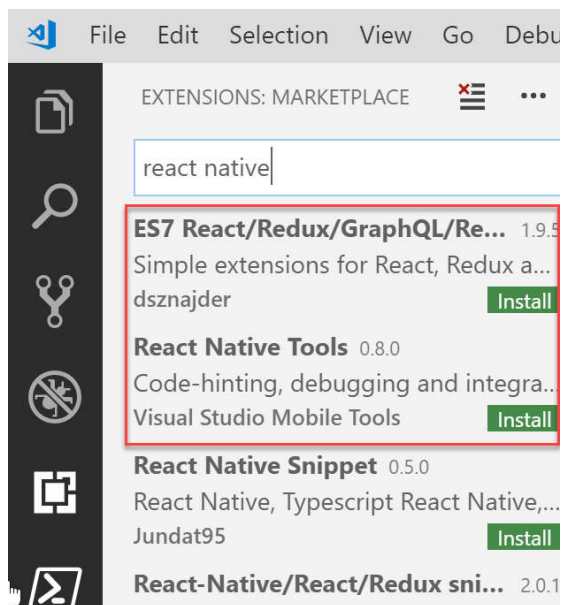 File Edit Selection View Go Debu
EXTENSIONS: MARKETPLACE
react native
ES7 React/Redux/GraphQL/Re... 1.9.5
Simple extensions for React, Redux a...
dsznajder Install
React Native Tools 0.8.0
Code-hinting, debugging and integra...
Visual Studio Mobile Tools Install
React Native Snippet 0.5.0
React Native, Typescript React Native,...
Jundat95 Install
React-Native/React/Redux sni... 2.0.1